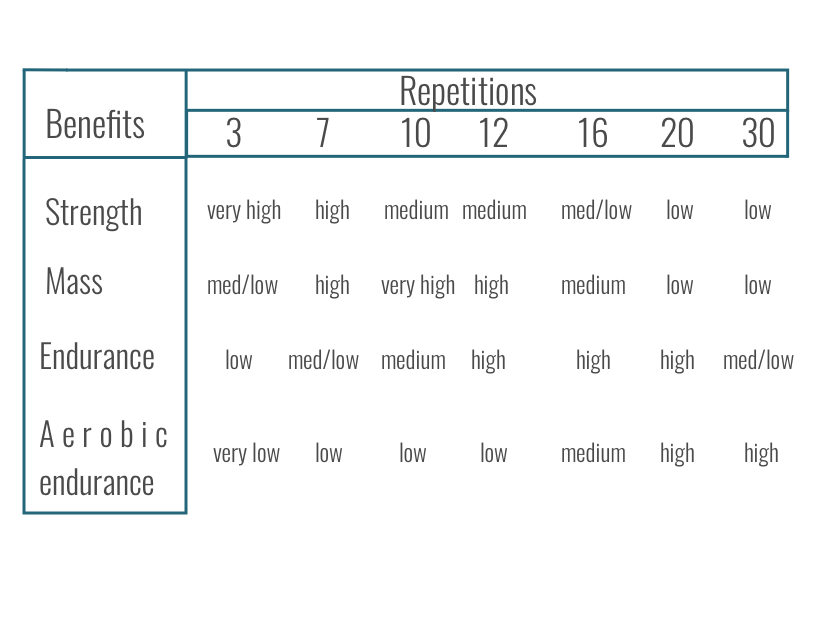 Repetitions
Benefits 3 7 10 12 16 20 30
Strength very high high medium medium med/low low low
Mass med/low high very high high medium low low
Endurance low med/low medium high high high med/low
Aerobic
endurance very low low low low medium high high